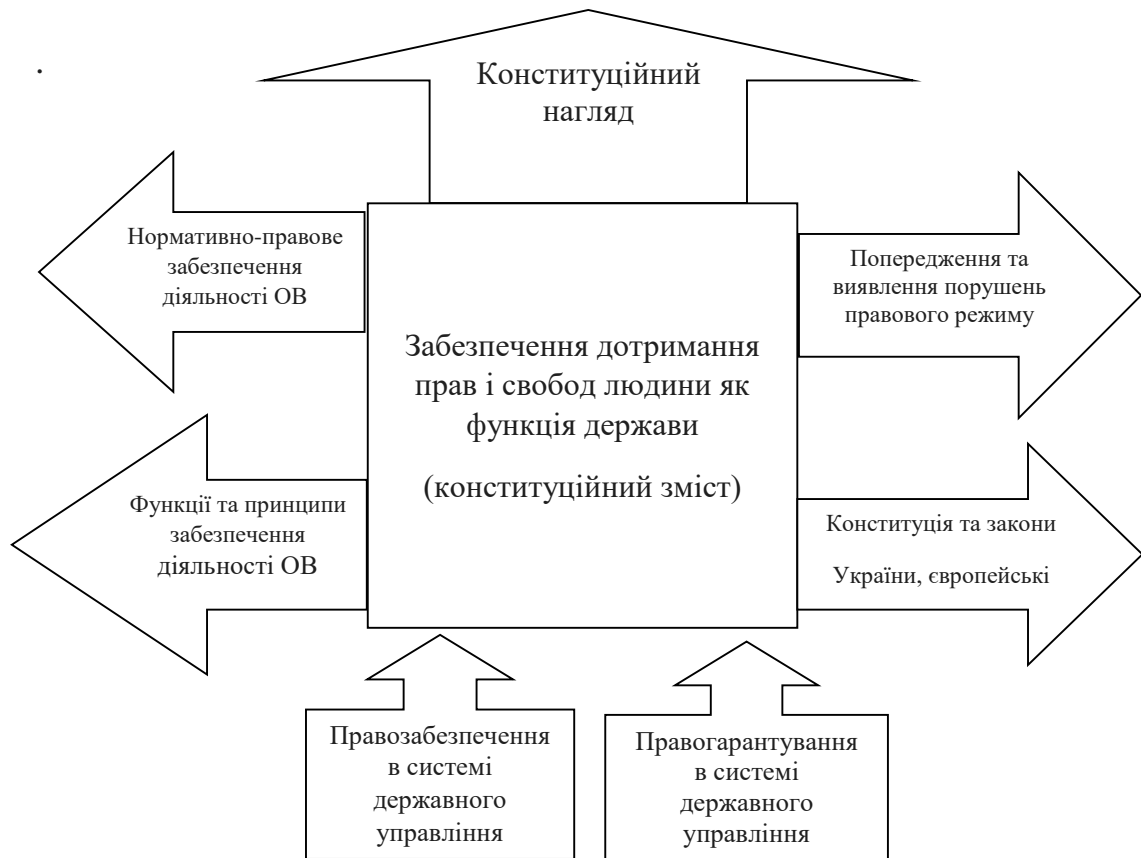 .
Конституційний
нагляд
Нормативно-правове
забезпечення
діяльності ОВ
Попередження та
виявлення порушень
правового режиму
Забезпечення дотримання
прав і свобод людини як
функція держави
(конституційний зміст)
Функції та принципи
забезпечення
діяльності ОВ
Конституція та закони
України, європейські
Правозабезпечення
в системі
державного
управління
Правогарантування
в системі
державного
управління